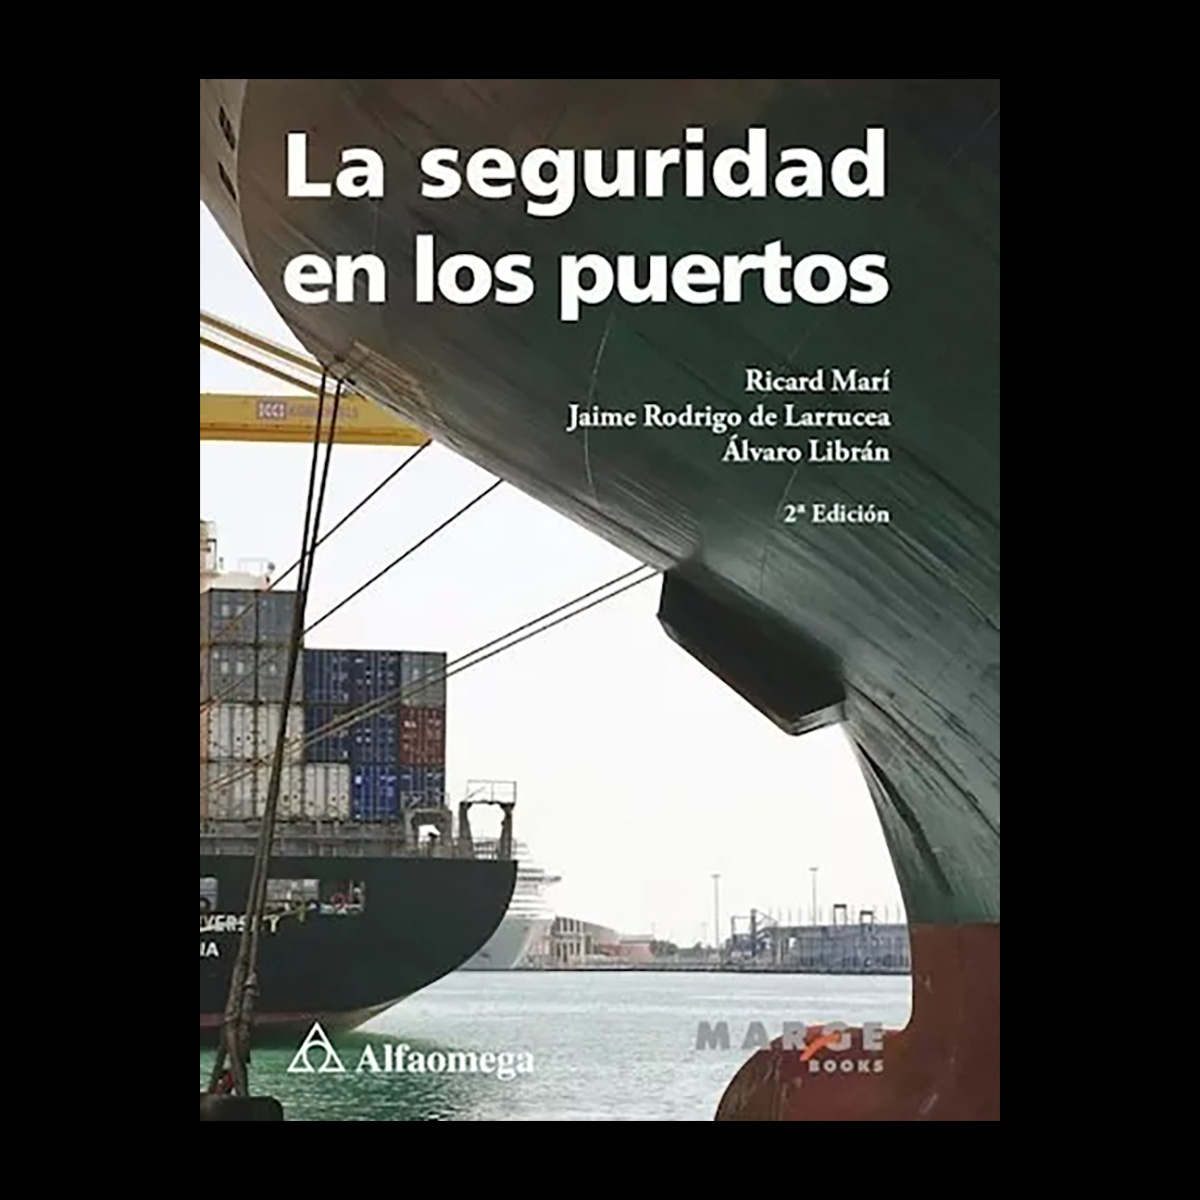 La seguridad
en los puertos
Ricard Marí
Jaime Rodrigo de Larrucea
Álvaro Librán
2ª Edición
Alfaomega
MARGE
BOOKS